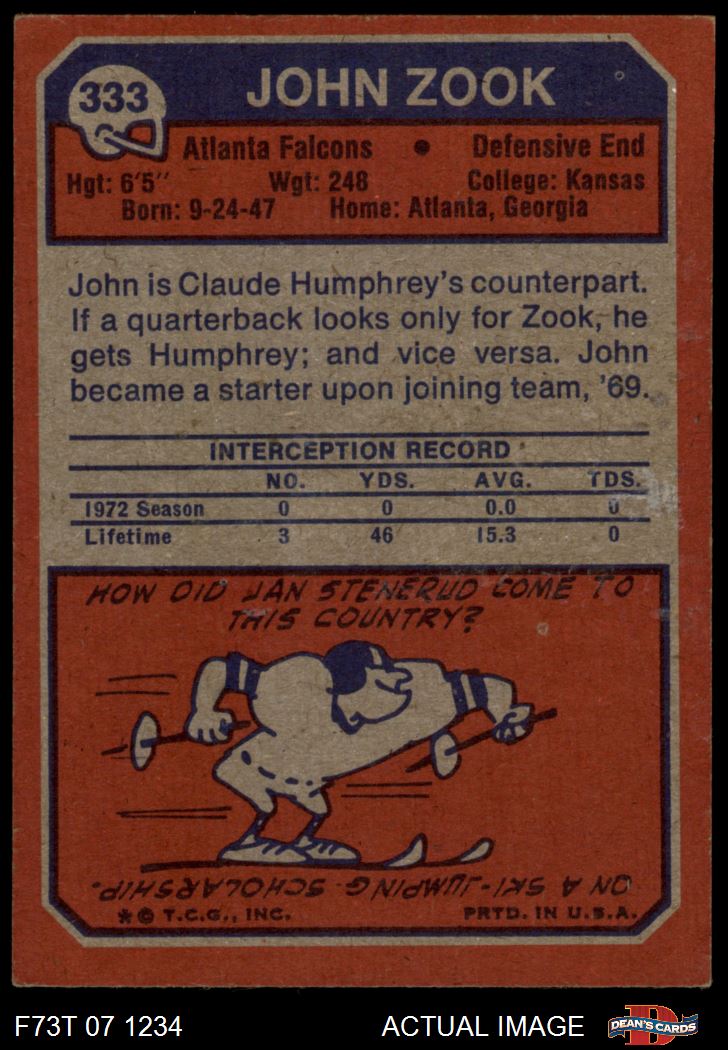 333
JOHN ZOOK
Atlanta Falcons • Defensive End
Hgt: 6'5" Wgt: 248 College: Kansas
Born: 9-24-47 Home: Atlanta, Georgia
John is Claude Humphrey's counterpart.
If a quarterback looks only for Zook, he
gets Humphrey; and vice versa. John
became a starter upon joining team, '69.
INTERCEPTION RECORD
NO. YDS. AVG. TDS.
1972 Season 0 0 0.0 0
Lifetime 3 46 15.3 0
HOW DID JAN STENERUD COME TO
THIS COUNTRY?
ON A SKI-JUMPING SCHOLARSHIP.
* © T.C.G., INC. PRTD. IN U.S.A.
F73T 07 1234 ACTUAL IMAGE D DEAN'S CARDS